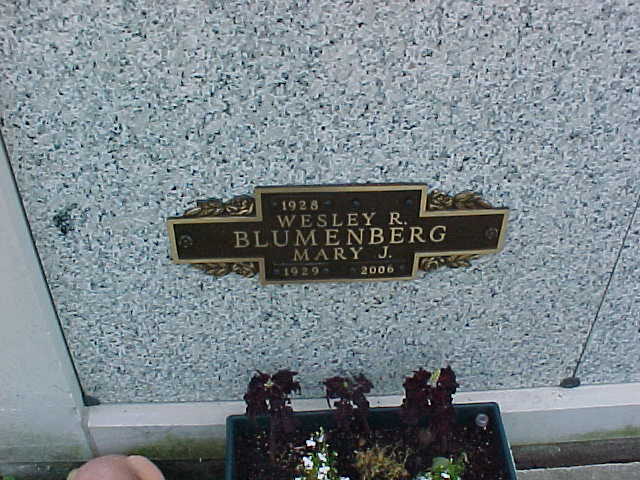 1928
WESLEY R.
BLUMENBERG
MARY J.
1929 2006